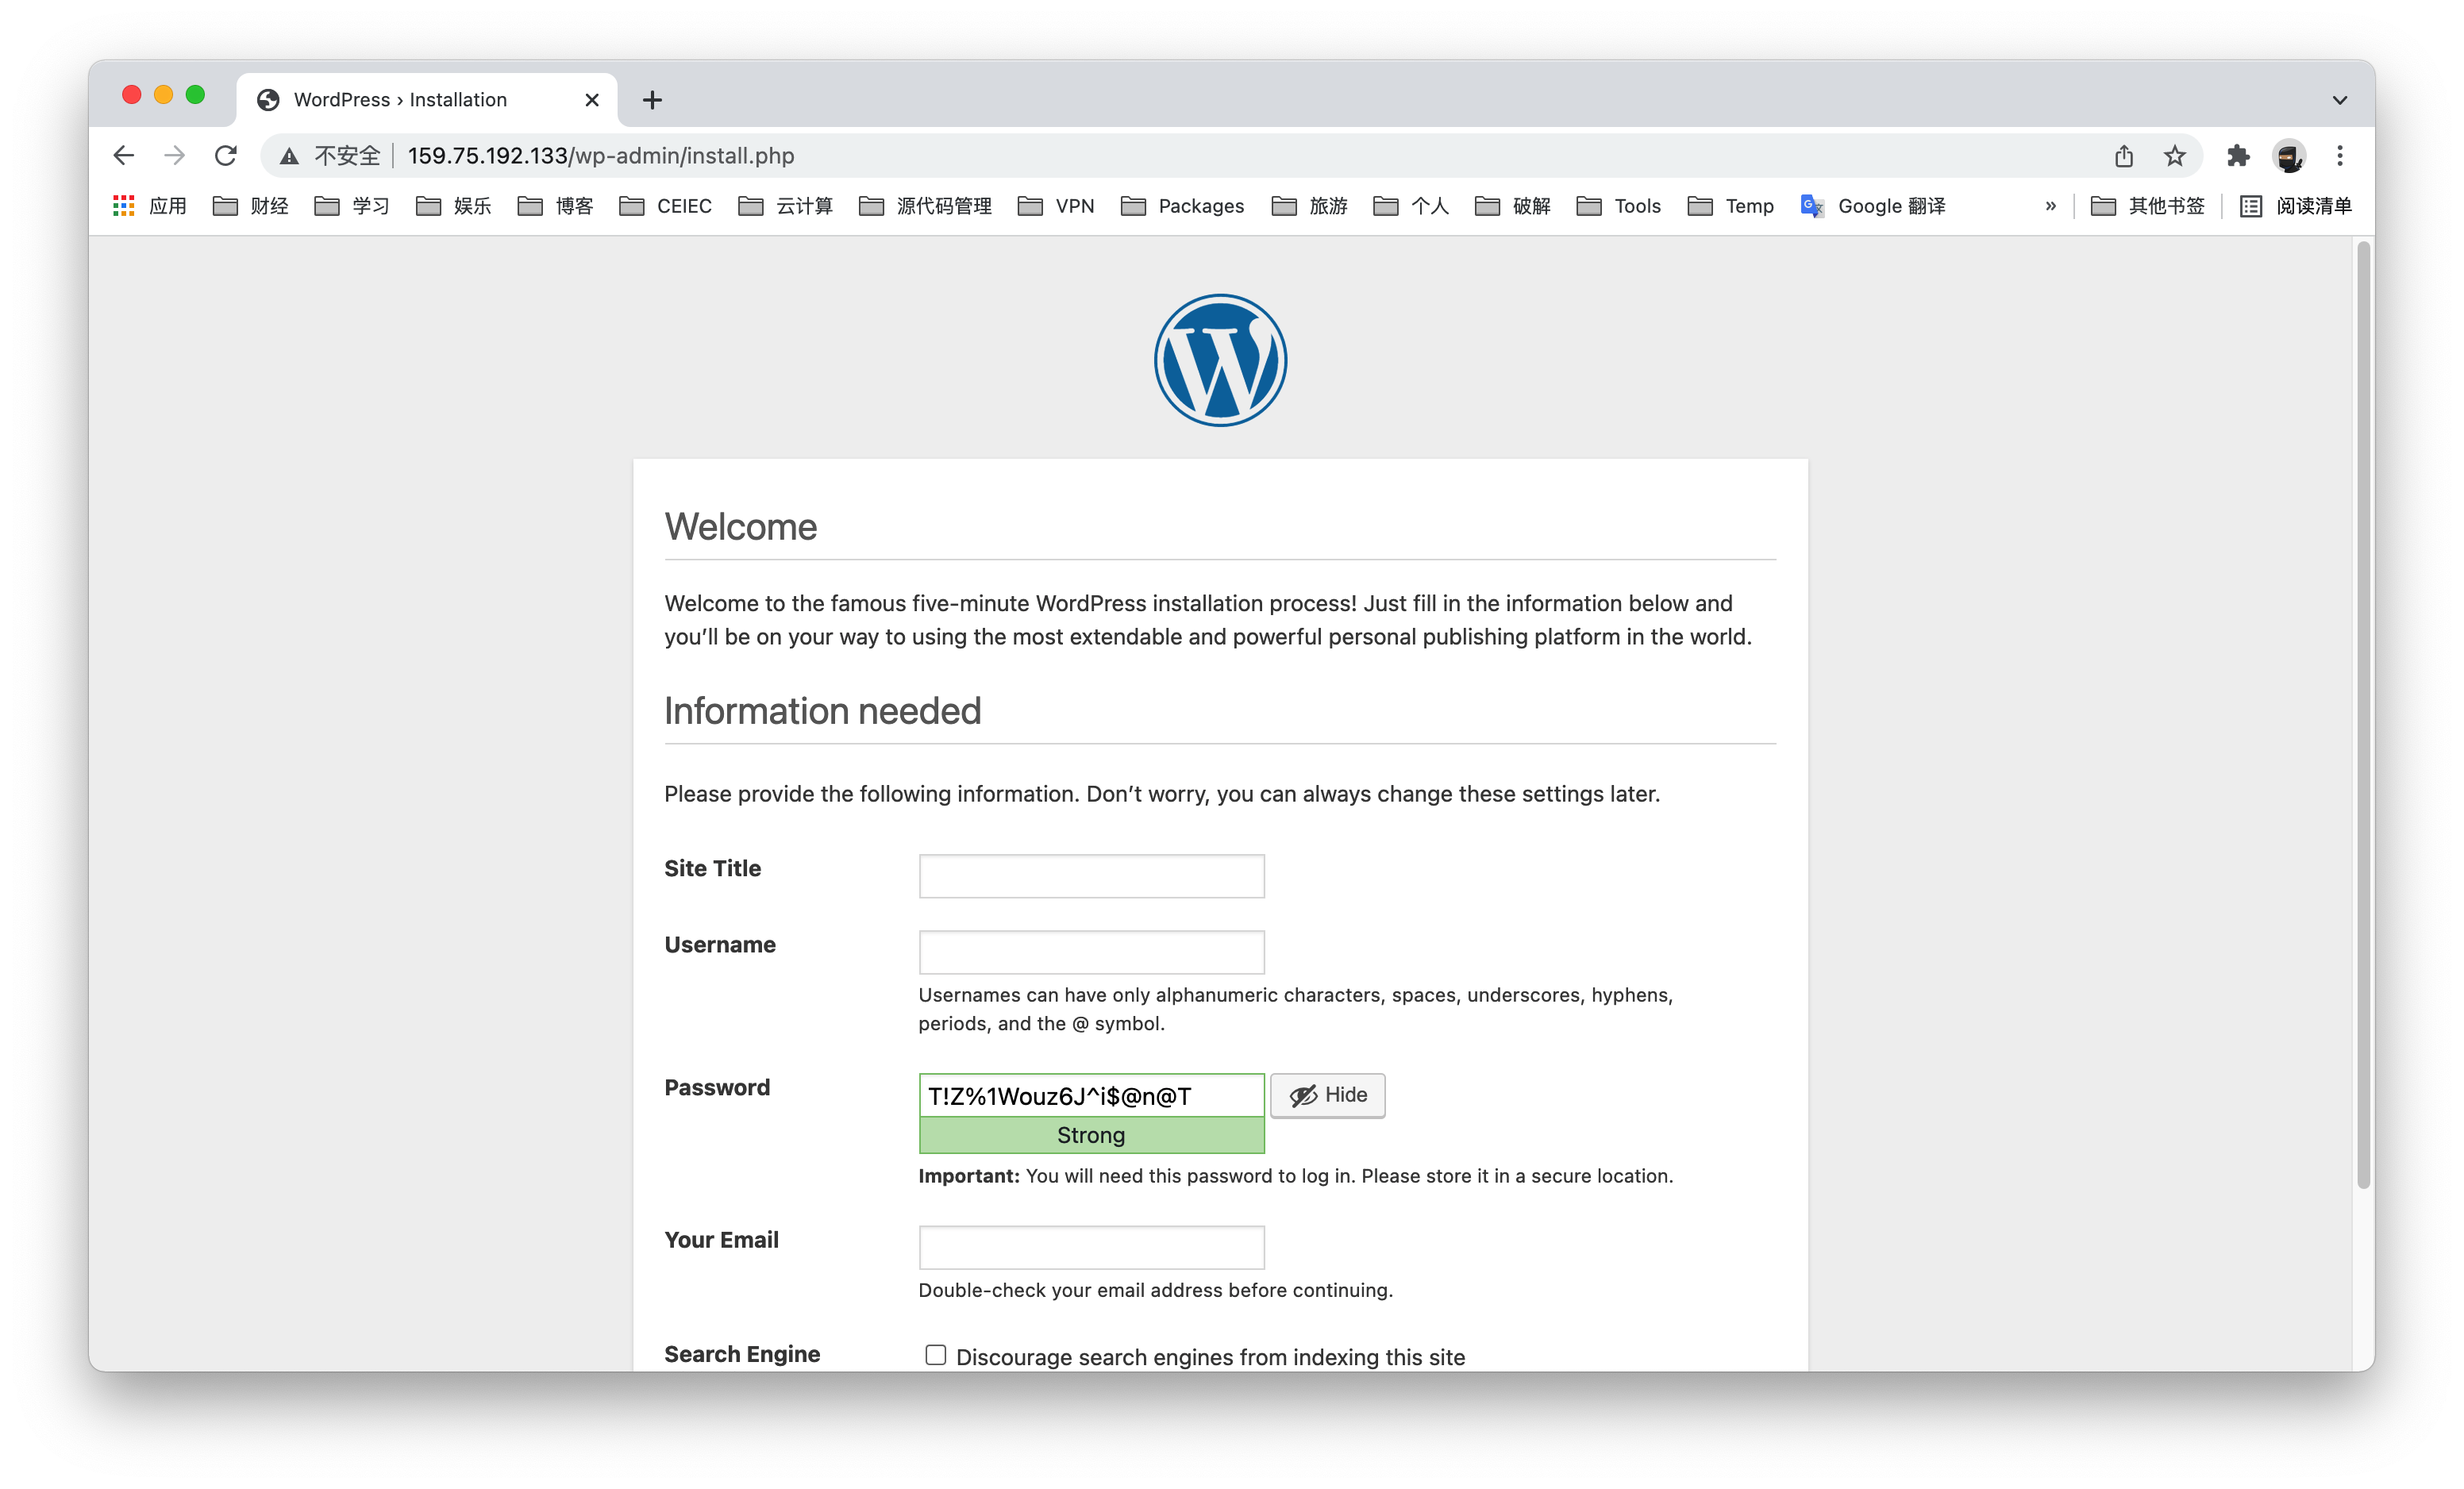 WordPress › Installation
不安全 159.75.192.133/wp-admin/install.php
应用 财经 学习 娱乐 博客 CEIEC 云计算 源代码管理 VPN Packages 旅游 个人 破解 Tools Temp Google 翻译 » 其他书签 阅读清单
Welcome
Welcome to the famous five-minute WordPress installation process! Just fill in the information below and
you’ll be on your way to using the most extendable and powerful personal publishing platform in the world.
Information needed
Please provide the following information. Don’t worry, you can always change these settings later.
Site Title
Username
Usernames can have only alphanumeric characters, spaces, underscores, hyphens,
periods, and the @ symbol.
Password T!Z%1Wouz6J^i$@n@T Hide
Strong
Important: You will need this password to log in. Please store it in a secure location.
Your Email
Double-check your email address before continuing.
Search Engine Discourage search engines from indexing this site